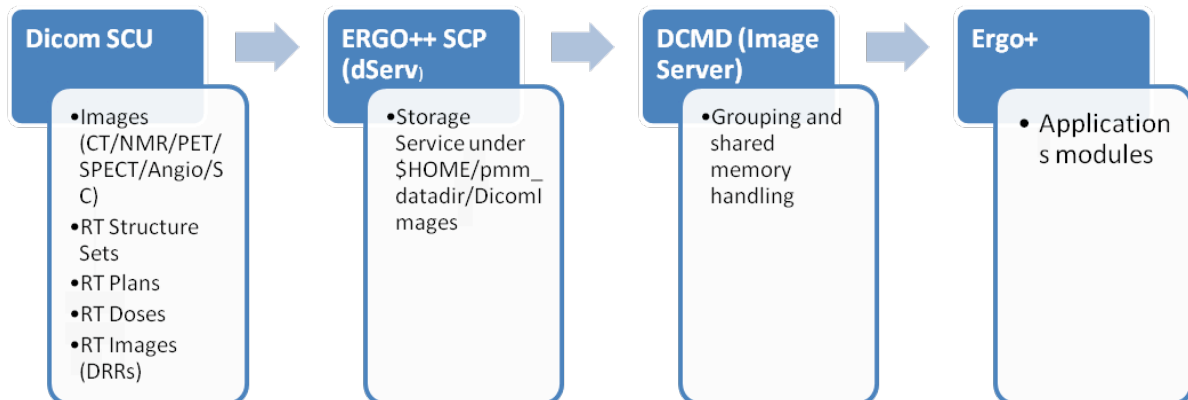 Dicom SCU
•Images
(CT/NMR/PET/
SPECT/Angio/S
C)
•RT Structure
Sets
•RT Plans
•RT Doses
•RT Images
(DRRs)
ERGO++ SCP
(dServ)
•Storage
Service under
$HOME/pmm_
datadir/DicomI
mages
DCMD (Image
Server)
•Grouping and
shared
memory
handling
Ergo+
• Application
s modules